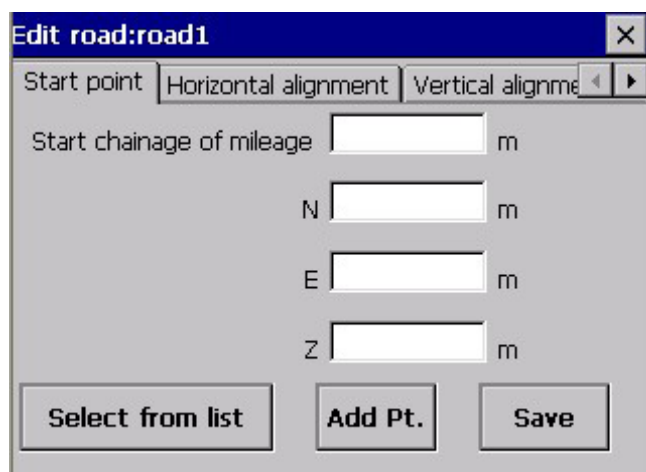 Edit road:road1
Start point Horizontal alignment Vertical alignme
Start chainage of mileage m
N m
E m
Z m
Select from list Add Pt. Save